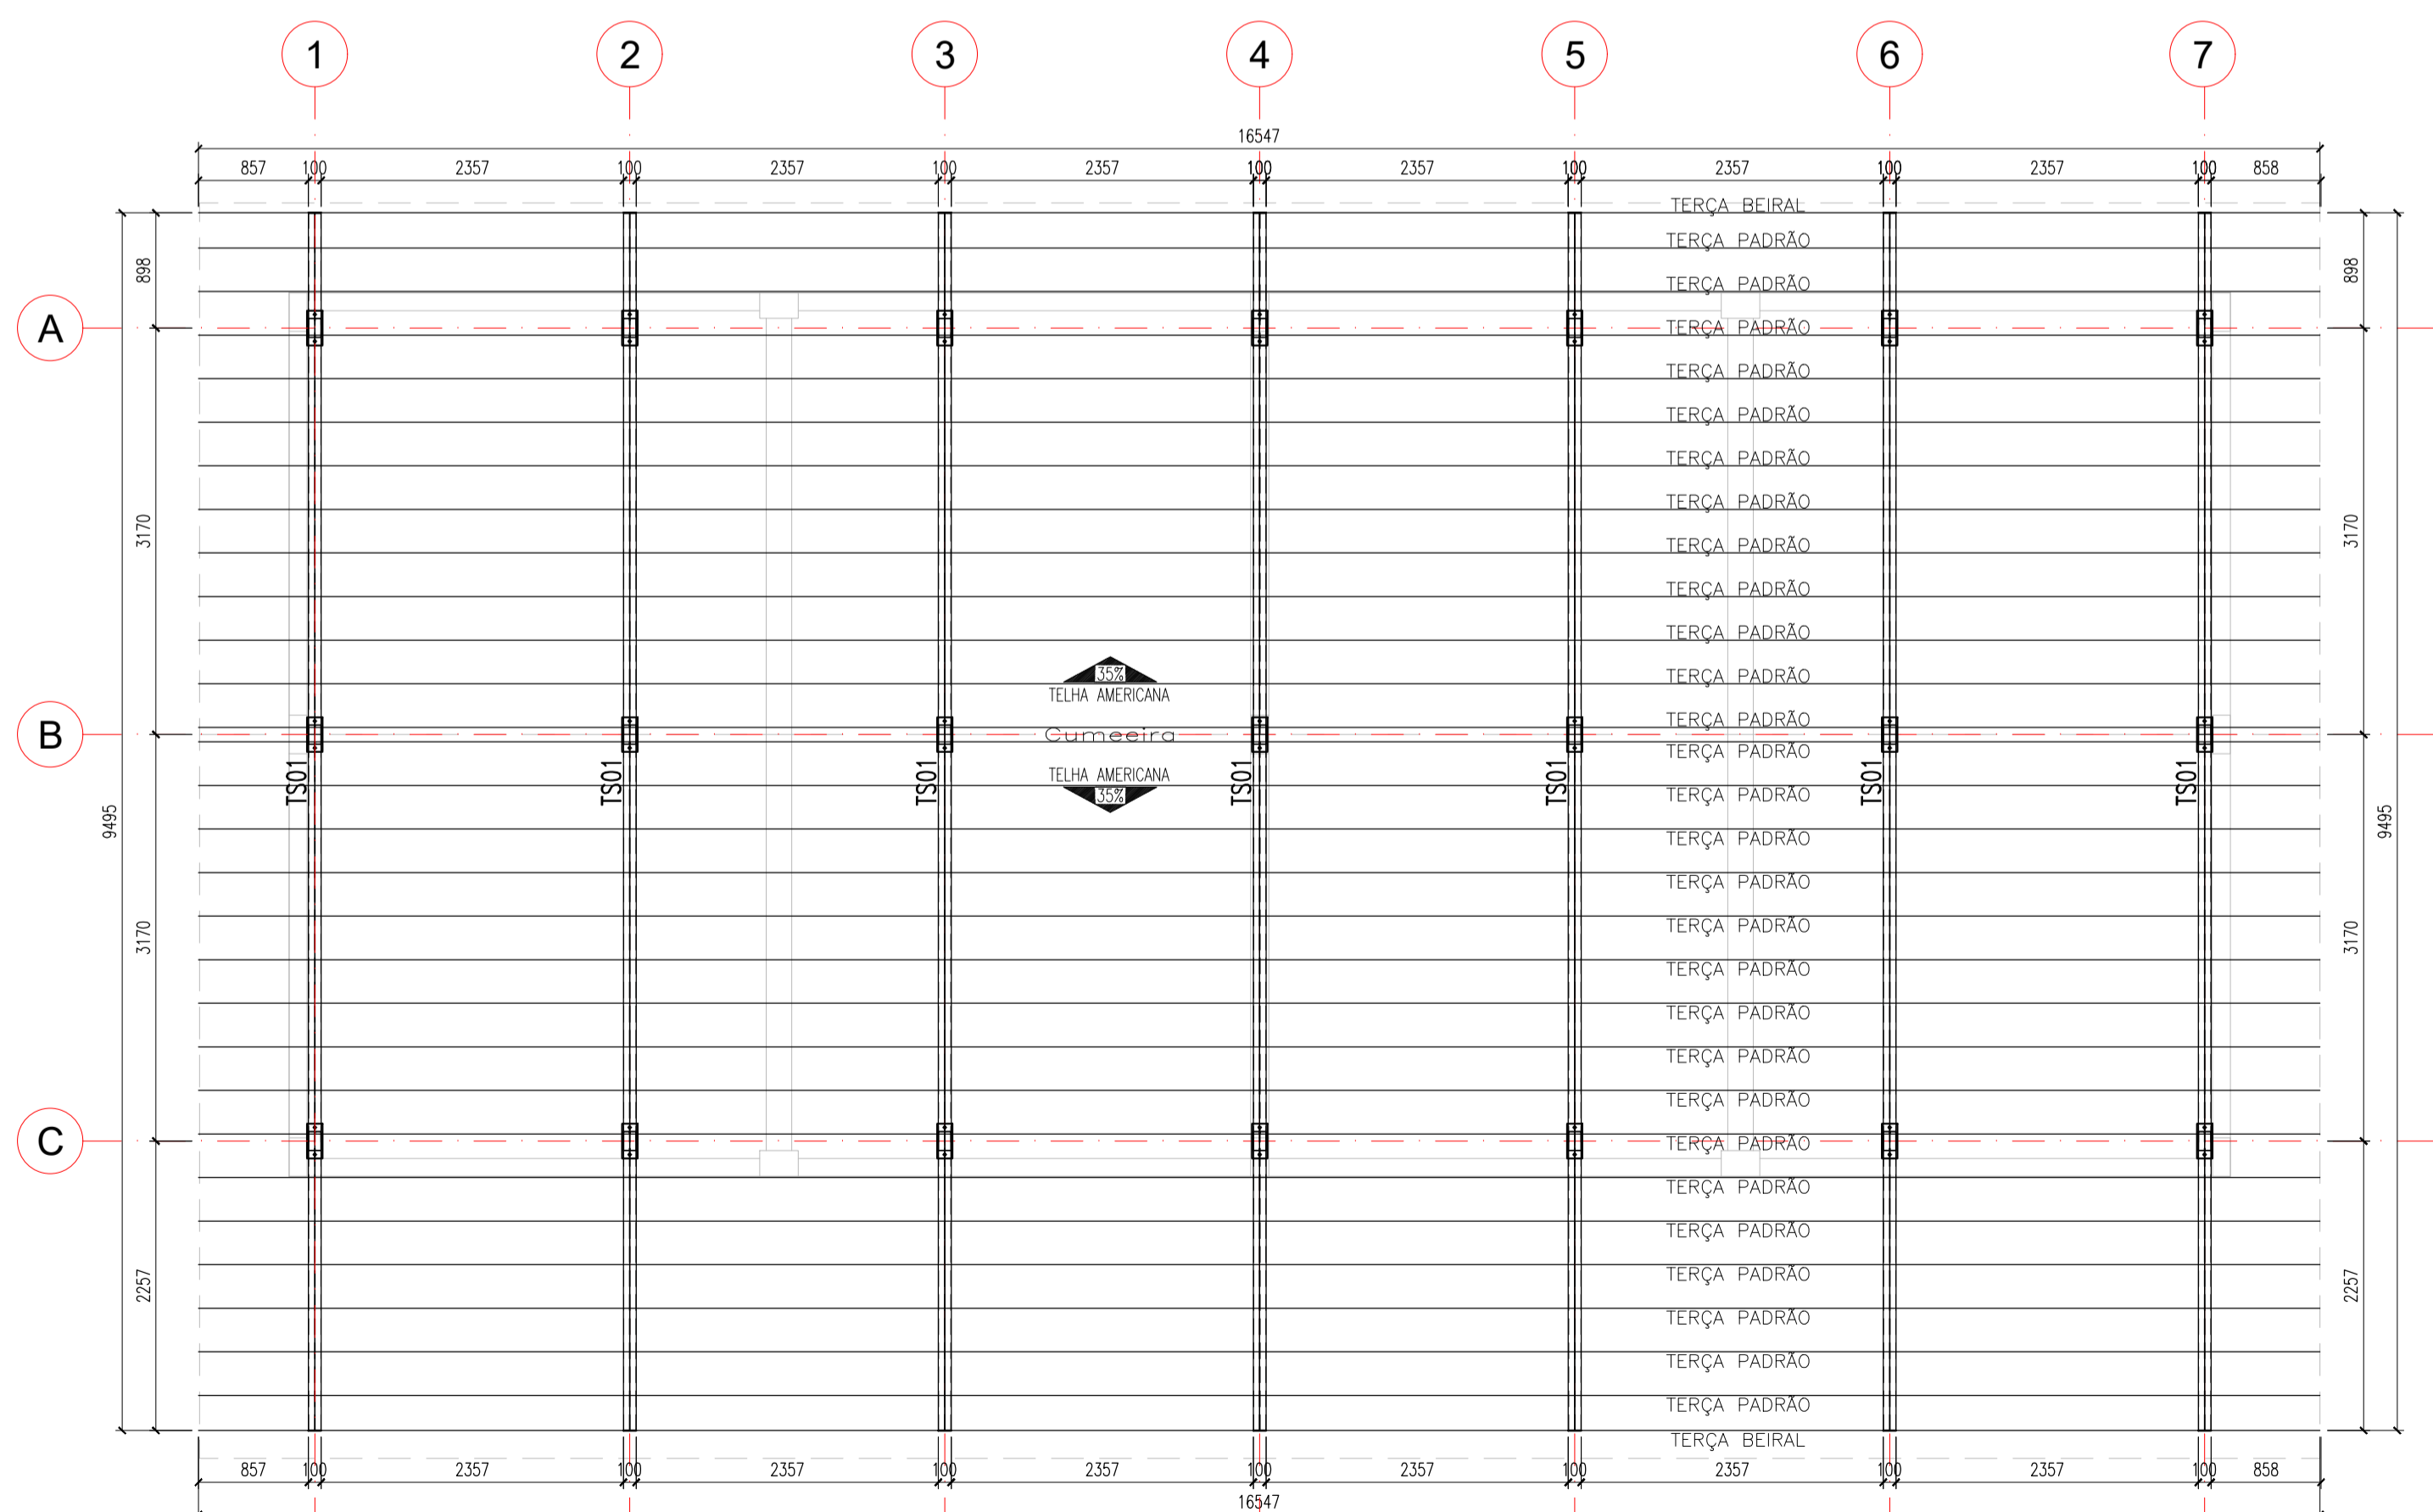 1 2 3 4 5 6 7
16547
857 100 2357 100 2357 100 2357 100 2357 100 2357 100 2357 100 858
TERÇA BEIRAL
TERÇA PADRÃO
898 898
TERÇA PADRÃO
A TERÇA PADRÃO
TERÇA PADRÃO
TERÇA PADRÃO
TERÇA PADRÃO
TERÇA PADRÃO
3170 3170
TERÇA PADRÃO
TERÇA PADRÃO
TERÇA PADRÃO
35% TERÇA PADRÃO
TELHA AMERICANA
TERÇA PADRÃO
B Cumeeira
TERÇA PADRÃO
TELHA AMERICANA
TS01 TS01 TS01 TS01 TS01 TS01 TS01
35% TERÇA PADRÃO
9495 9495
TERÇA PADRÃO
TERÇA PADRÃO
TERÇA PADRÃO
3170 3170
TERÇA PADRÃO
TERÇA PADRÃO
TERÇA PADRÃO
TERÇA PADRÃO
C TERÇA PADRÃO
TERÇA PADRÃO
TERÇA PADRÃO
2257 2257
TERÇA PADRÃO
TERÇA PADRÃO
TERÇA PADRÃO
TERÇA PADRÃO
TERÇA BEIRAL
857 100 2357 100 2357 100 2357 100 2357 100 2357 100 2357 100 858
16547